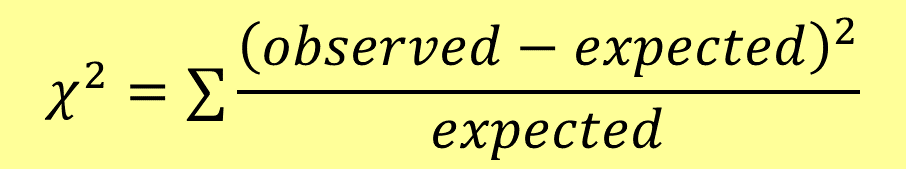 χ² = ∑ (observed − expected)² / expected